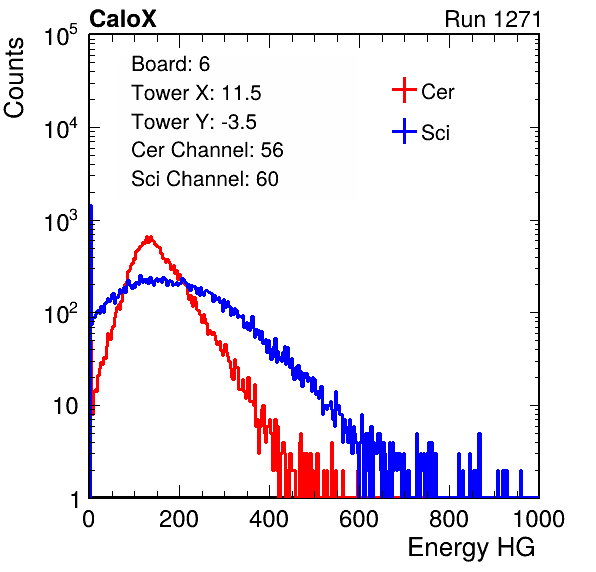 CaloX Run 1271
Board: 6
Tower X: 11.5
Tower Y: -3.5
Cer Channel: 56
Sci Channel: 60
Cer
Sci
Counts
10^5
10^4
10^3
10^2
10
1
0 200 400 600 800 1000
Energy HG